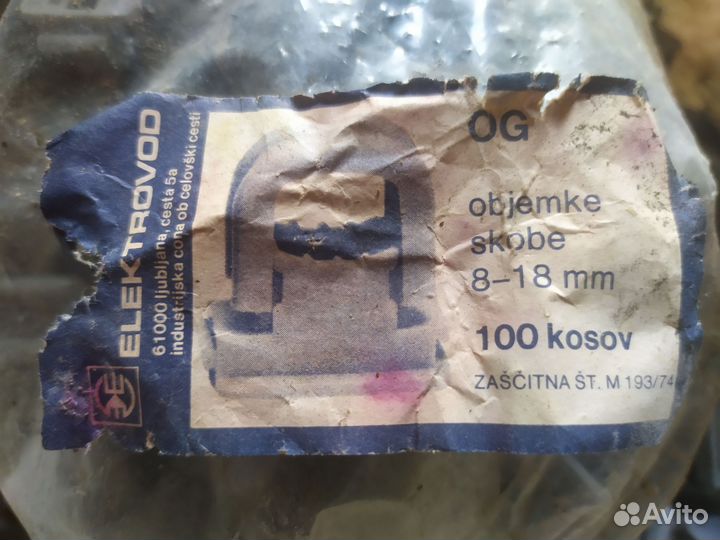 ELEKTROVOD
61000 ljubljana, cesta 5a
industrijska cona ob celovški cesti
OG
objemke
skobe
8-18 mm
100 kosov
ZAŠČITNA ŠT. M 193/74
Avito